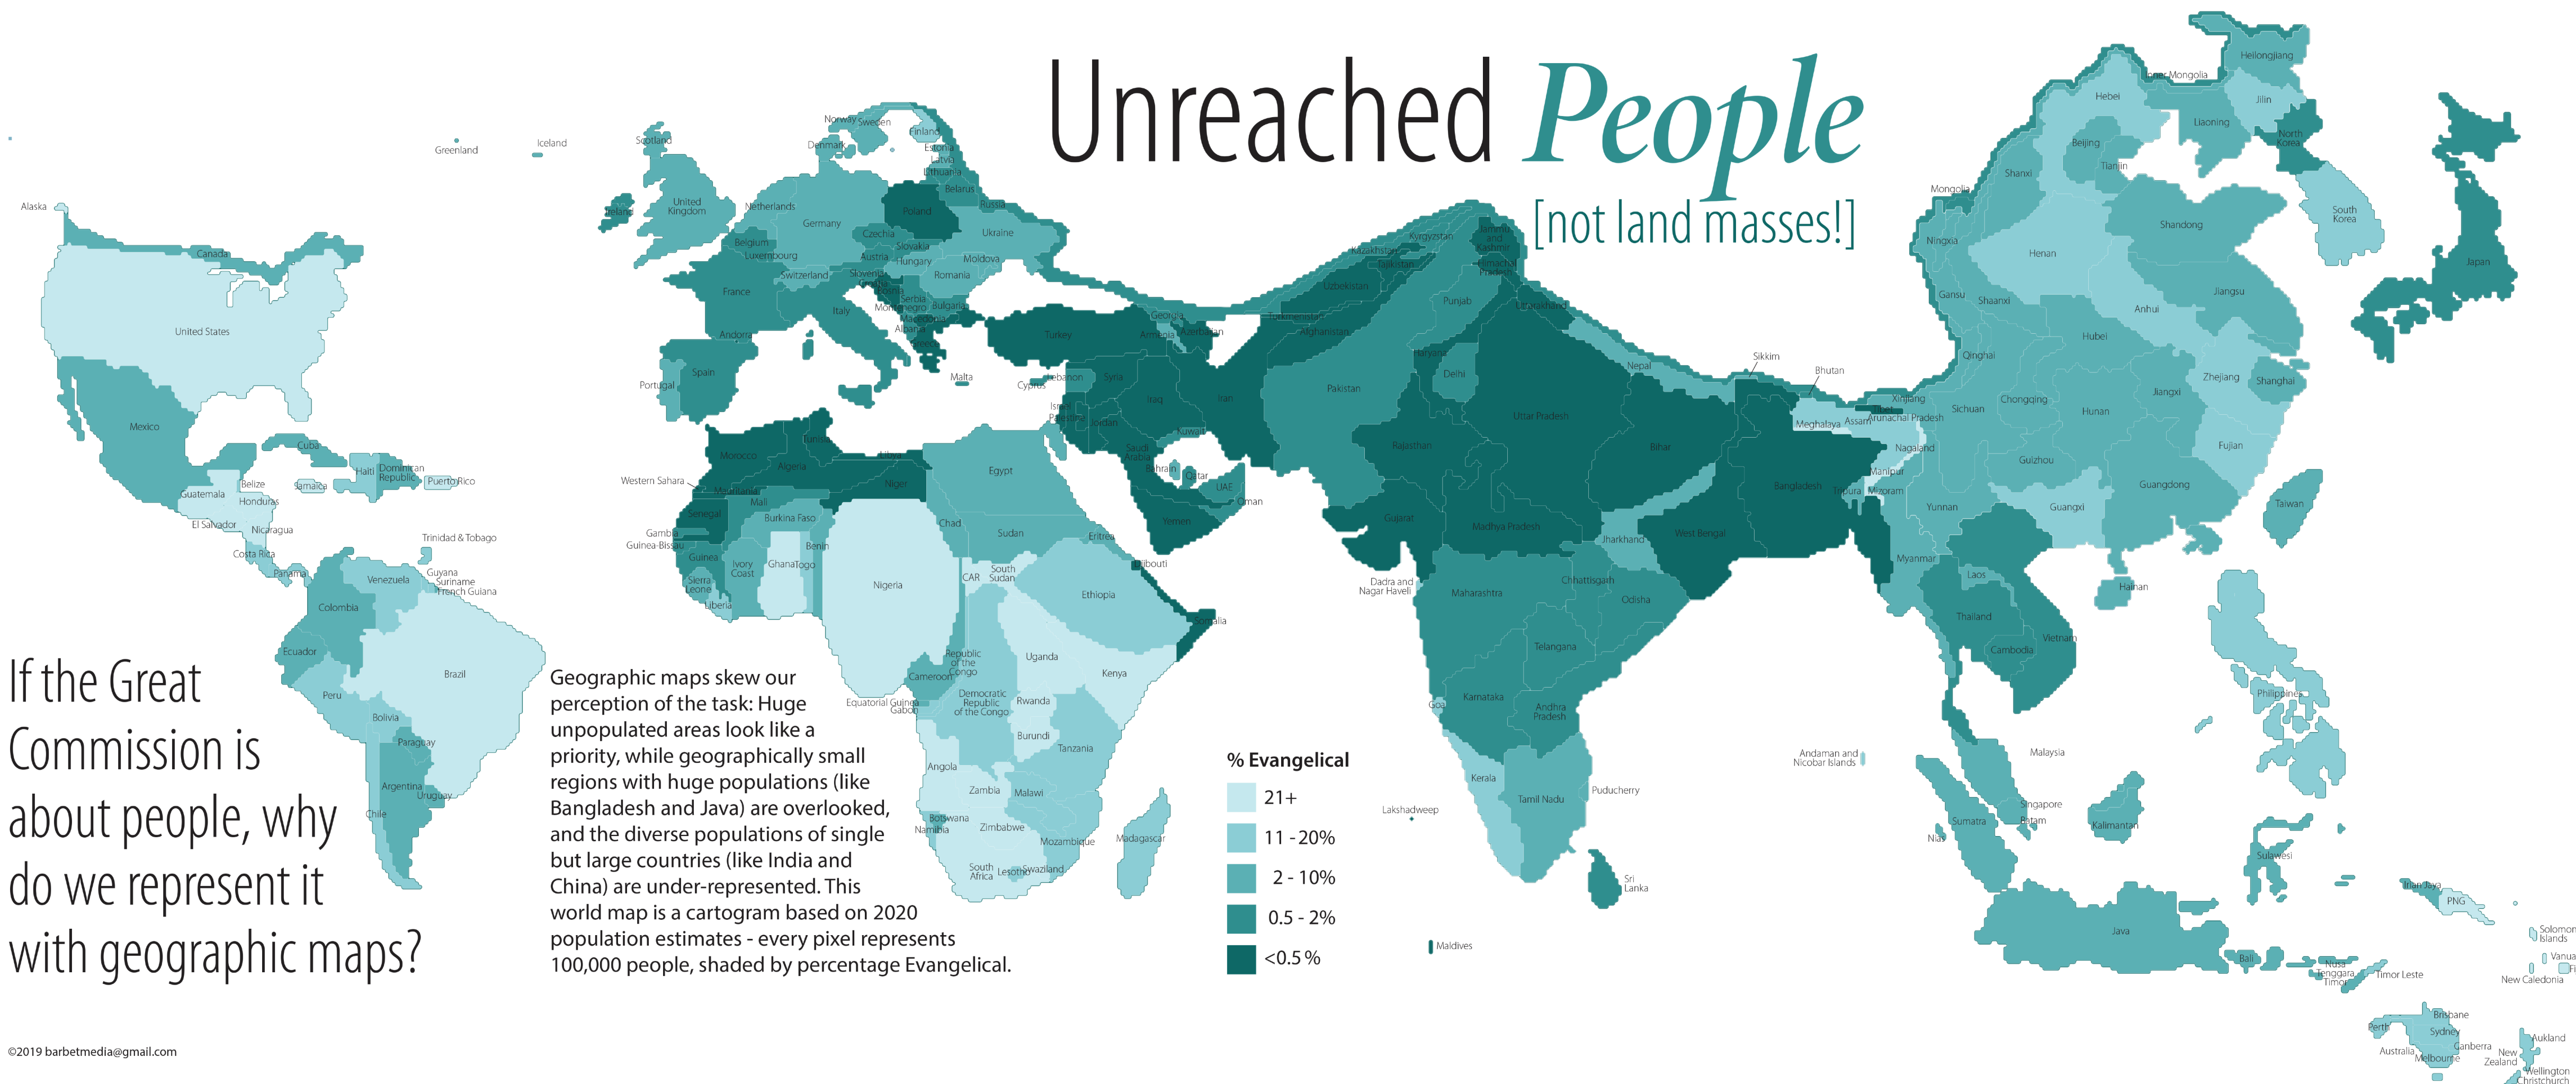 Unreached People
[not land masses!]
If the Great
Commission is
about people, why
do we represent it
with geographic maps?
Geographic maps skew our
perception of the task: Huge
unpopulated areas look like a
priority, while geographically small
regions with huge populations (like
Bangladesh and Java) are overlooked,
and the diverse populations of single
but large countries (like India and
China) are under-represented. This
world map is a cartogram based on 2020
population estimates - every pixel represents
100,000 people, shaded by percentage Evangelical.
% Evangelical
21+
11 - 20%
2 - 10%
0.5 - 2%
<0.5 %
©2019 barbetmedia@gmail.com
Greenland
Iceland
Alaska
Canada
United States
Mexico
Cuba
Haiti
Dominican
Republic
Puerto Rico
Jamaica
Belize
Guatemala
Honduras
El Salvador
Nicaragua
Costa Rica
Panama
Trinidad & Tobago
Guyana
Suriname
French Guiana
Venezuela
Colombia
Ecuador
Brazil
Peru
Bolivia
Paraguay
Argentina
Uruguay
Chile
Norway
Sweden
Finland
Scotland
Denmark
Estonia
Latvia
Lithuania
Belarus
Russia
Ireland
United
Kingdom
Netherlands
Germany
Poland
Ukraine
Belgium
Luxembourg
Czechia
Slovakia
Austria
Hungary
Moldova
Switzerland
Slovenia
Romania
Croatia
Bosnia
Serbia
Montenegro
Bulgaria
Macedonia
Albania
Greece
France
Italy
Andorra
Spain
Portugal
Malta
Cyprus
Turkey
Georgia
Armenia
Azerbaijan
Lebanon
Syria
Israel
Palestine
Jordan
Iraq
Iran
Kuwait
Saudi
Arabia
Bahrain
Qatar
UAE
Oman
Yemen
Morocco
Algeria
Tunisia
Libya
Egypt
Western Sahara
Mauritania
Mali
Niger
Senegal
Gambia
Guinea-Bissau
Guinea
Sierra
Leone
Liberia
Ivory
Coast
Burkina Faso
Ghana
Togo
Benin
Nigeria
Chad
Sudan
Eritrea
Djibouti
CAR
South
Sudan
Ethiopia
Somalia
Cameroon
Republic
of the
Congo
Equatorial Guinea
Gabon
Democratic
Republic
of the Congo
Uganda
Kenya
Rwanda
Burundi
Tanzania
Angola
Zambia
Malawi
Botswana
Namibia
Zimbabwe
Mozambique
South
Africa
Lesotho
Swaziland
Madagascar
Kazakhstan
Kyrgyzstan
Tajikistan
Uzbekistan
Turkmenistan
Afghanistan
Pakistan
Jammu
and
Kashmir
Himachal
Pradesh
Punjab
Uttarakhand
Haryana
Delhi
Rajasthan
Uttar Pradesh
Nepal
Bihar
Sikkim
Bhutan
Bangladesh
Gujarat
Madhya Pradesh
Jharkhand
West Bengal
Dadra and
Nagar Haveli
Maharashtra
Chhattisgarh
Odisha
Telangana
Karnataka
Goa
Andhra
Pradesh
Kerala
Tamil Nadu
Puducherry
Lakshadweep
Sri
Lanka
Maldives
Andaman and
Nicobar Islands
Meghalaya
Assam
Arunachal Pradesh
Nagaland
Manipur
Tripura
Mizoram
Tibet
Xinjiang
Myanmar
Heilongjiang
Inner Mongolia
Jilin
Hebei
Liaoning
Beijing
Tianjin
North
Korea
South
Korea
Japan
Shanxi
Mongolia
Ningxia
Shandong
Henan
Gansu
Shaanxi
Jiangsu
Anhui
Hubei
Qinghai
Zhejiang
Shanghai
Sichuan
Chongqing
Hunan
Jiangxi
Guizhou
Fujian
Yunnan
Guangxi
Guangdong
Taiwan
Hainan
Laos
Thailand
Vietnam
Cambodia
Philippines
Malaysia
Singapore
Batam
Sumatra
Nias
Kalimantan
Sulawesi
Java
Bali
Nusa
Tenggara
Timor
Timor Leste
Irian Jaya
PNG
Solomon
Islands
Vanua
Fi
New Caledonia
Perth
Brisbane
Sydney
Canberra
Australia
Melbourne
Aukland
New
Zealand
Wellington
Christchurch